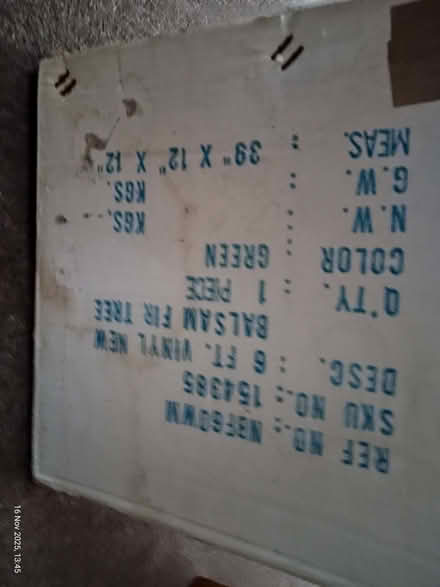 REF NO.: NBF60WM
SKU NO.: 154385
DESC. : 6 FT. VINYL NEW
BALSAM FIR TREE
Q'TY. : 1 PIECE
COLOR : GREEN
N.W. : KGS.
G.W. : KGS.
MEAS. : 39" X 12" X 12"
16 Nov 2025, 13:45